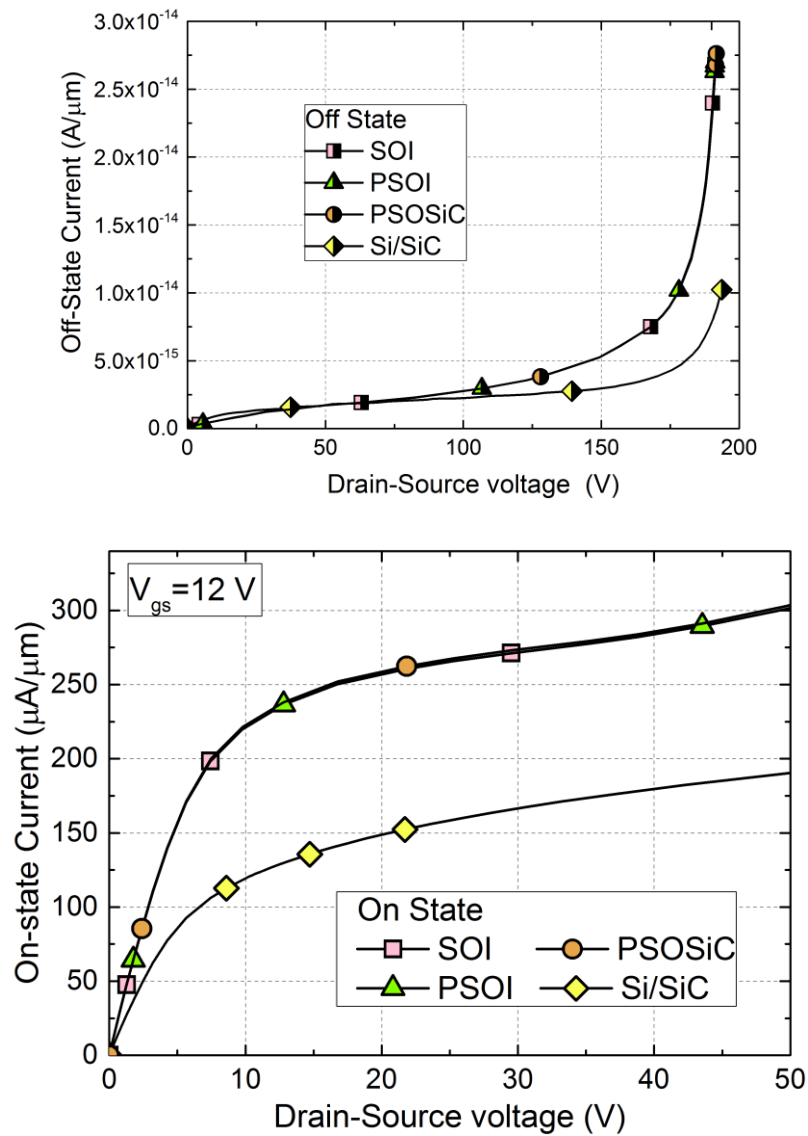 3.0x10⁻¹⁴
2.5x10⁻¹⁴
2.0x10⁻¹⁴
1.5x10⁻¹⁴
1.0x10⁻¹⁴
5.0x10⁻¹⁵
0.0
Off-State Current (A/μm)
Off State
SOI
PSOI
PSOSiC
Si/SiC
0 50 100 150 200
Drain-Source voltage (V)
V_gs=12 V
300
250
200
150
100
50
0
On-state Current (μA/μm)
On State
SOI PSOSiC
PSOI Si/SiC
0 10 20 30 40 50
Drain-Source voltage (V)